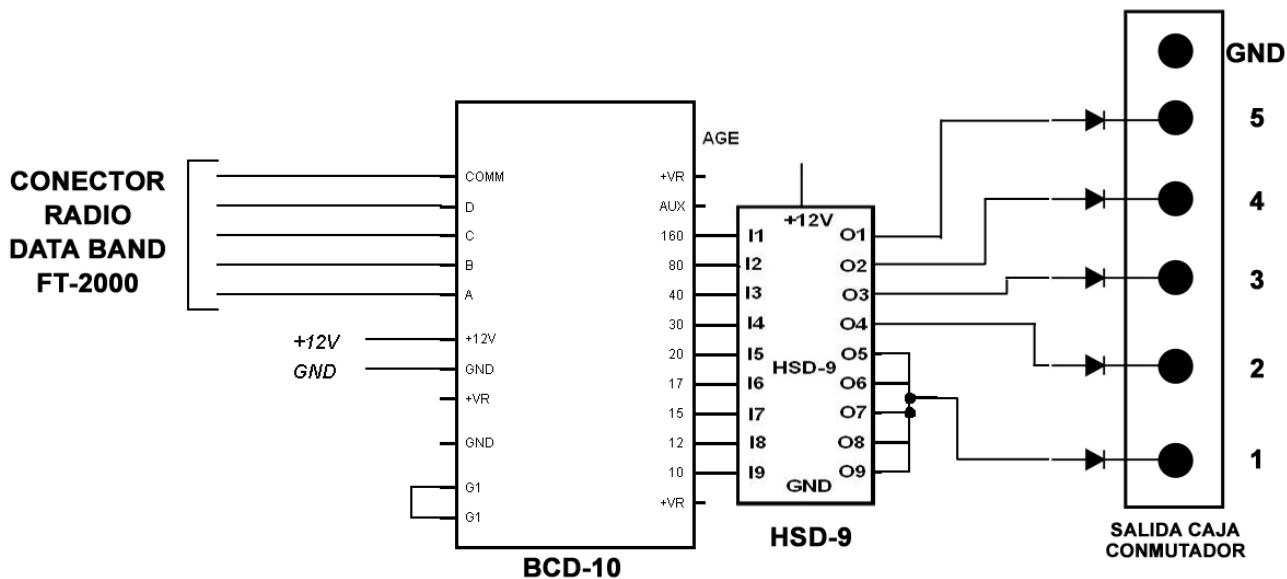 CONECTOR
RADIO
DATA BAND
FT-2000
+12V
GND
COMM
D
C
B
A
+12V
GND
+VR
GND
G1
G1
+VR
AUX
160
80
40
30
20
17
15
12
10
+VR
BCD-10
AGE
+12V
I1 O1
I2 O2
I3 O3
I4 O4
I5 O5
HSD-9
I6 O6
I7 O7
I8 O8
I9 O9
GND
HSD-9
GND
5
4
3
2
1
SALIDA CAJA
CONMUTADOR